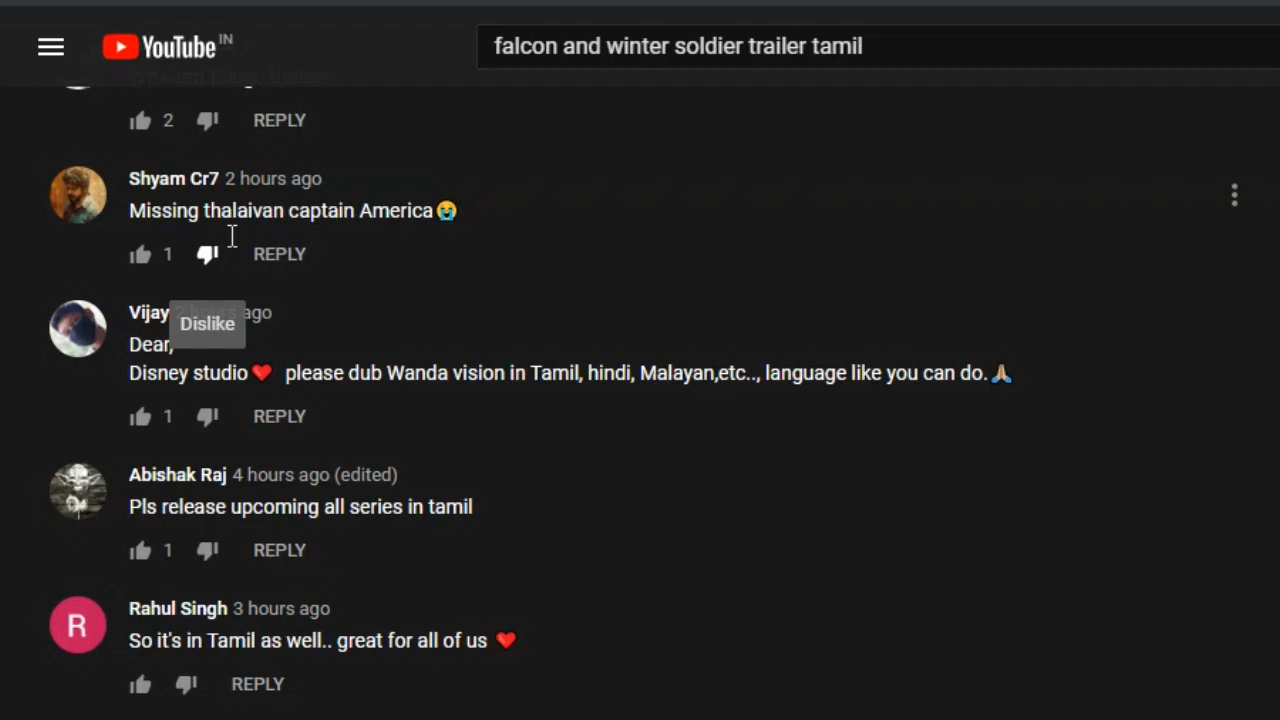 YouTube IN
falcon and winter soldier trailer tamil
2 REPLY
Shyam Cr7 2 hours ago
Missing thalaivan captain America😭
1 REPLY
Vijay 2 hours ago
Dislike
Dear,
Disney studio❤️ please dub Wanda vision in Tamil, hindi, Malayan,etc.., language like you can do.🙏🏽
1 REPLY
Abishak Raj 4 hours ago (edited)
Pls release upcoming all series in tamil
1 REPLY
R
Rahul Singh 3 hours ago
So it's in Tamil as well.. great for all of us ❤️
REPLY